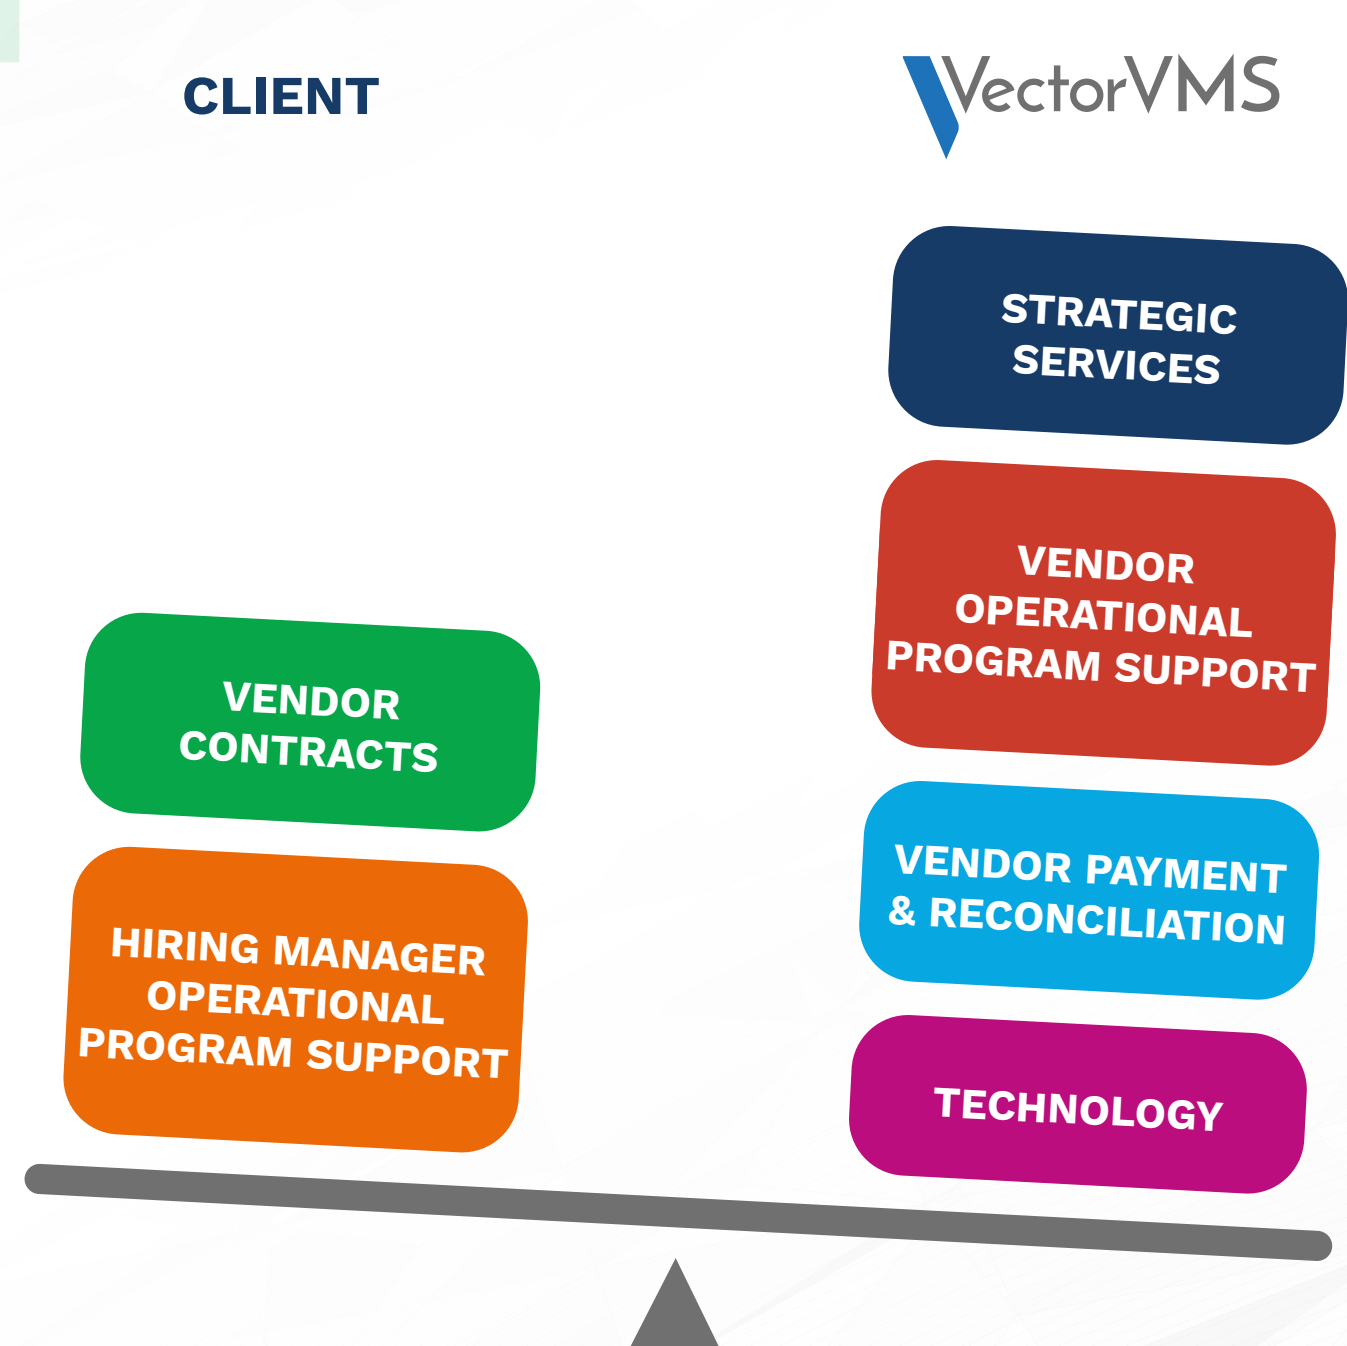 CLIENT
VectorVMS
VENDOR
CONTRACTS
HIRING MANAGER
OPERATIONAL
PROGRAM SUPPORT
STRATEGIC
SERVICES
VENDOR
OPERATIONAL
PROGRAM SUPPORT
VENDOR PAYMENT
& RECONCILIATION
TECHNOLOGY